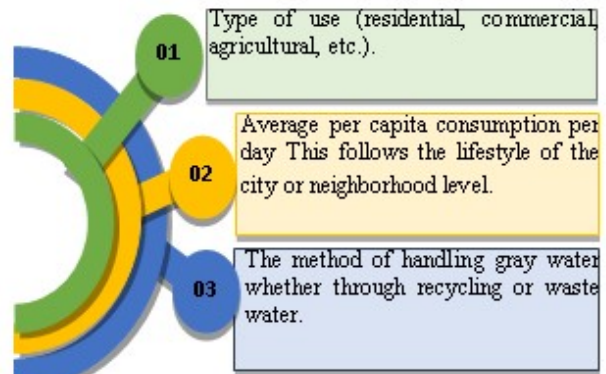 01
Type of use (residential, commercial,
agricultural, etc.).
02
Average per capita consumption per
day This follows the lifestyle of the
city or neighborhood level.
03
The method of handling gray water
whether through recycling or waste
water.